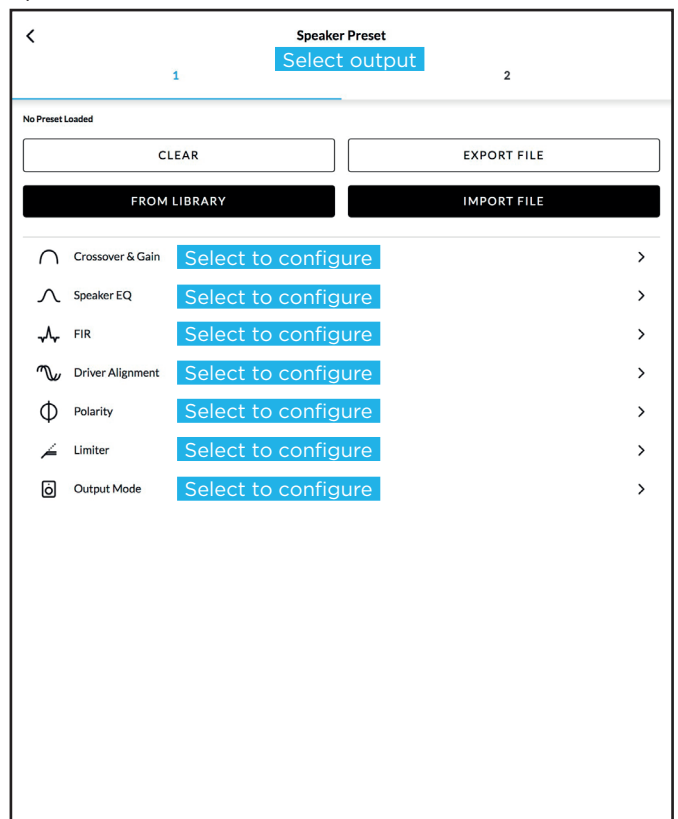 Speaker Preset
Select output
1 2
No Preset Loaded
CLEAR EXPORT FILE
FROM LIBRARY IMPORT FILE
Crossover & Gain Select to configure
Speaker EQ Select to configure
FIR Select to configure
Driver Alignment Select to configure
Polarity Select to configure
Limiter Select to configure
Output Mode Select to configure